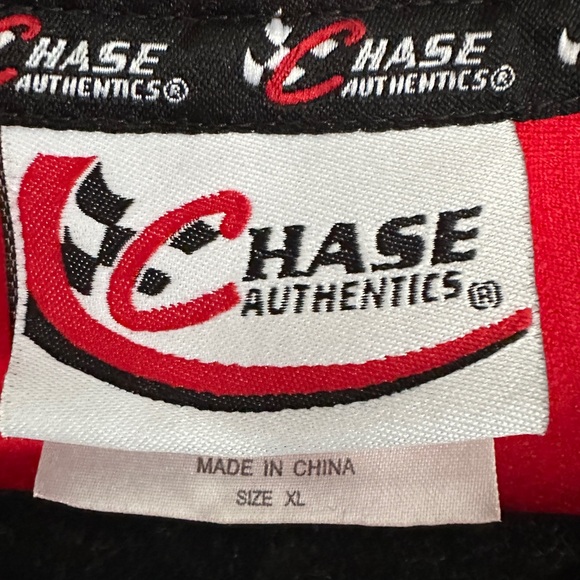 CHASE
AUTHENTICS®
CHASE
AUTHENTICS®
CHASE
AUTHENTICS®
MADE IN CHINA
SIZE XL